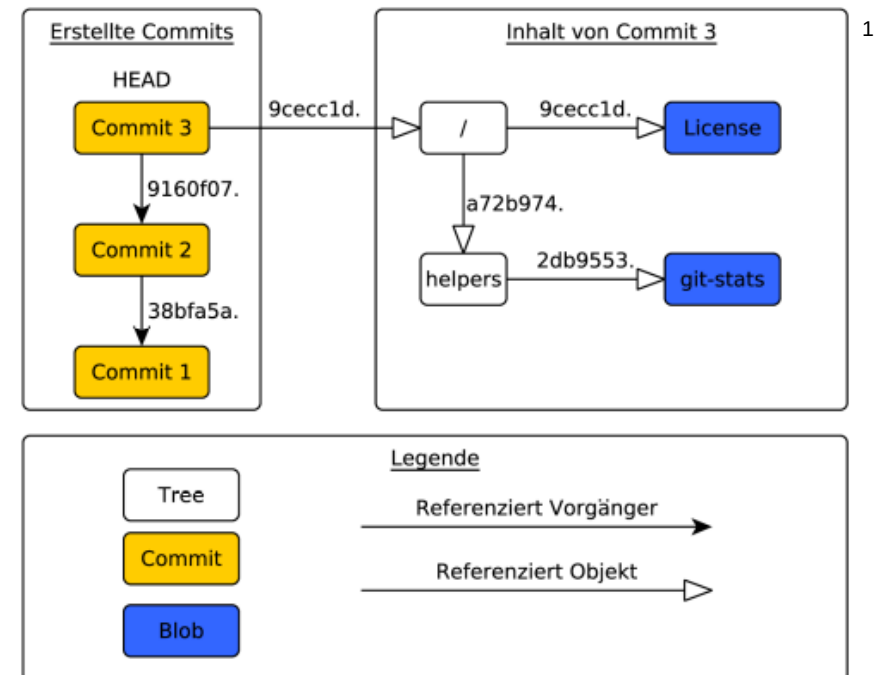 Erstellte Commits
HEAD
Commit 3
9160f07.
Commit 2
38bfa5a.
Commit 1
9cecc1d.
Inhalt von Commit 3
/
9cecc1d.
License
a72b974.
helpers
2db9553.
git-stats
1
Legende
Tree
Commit
Blob
Referenziert Vorgänger
Referenziert Objekt